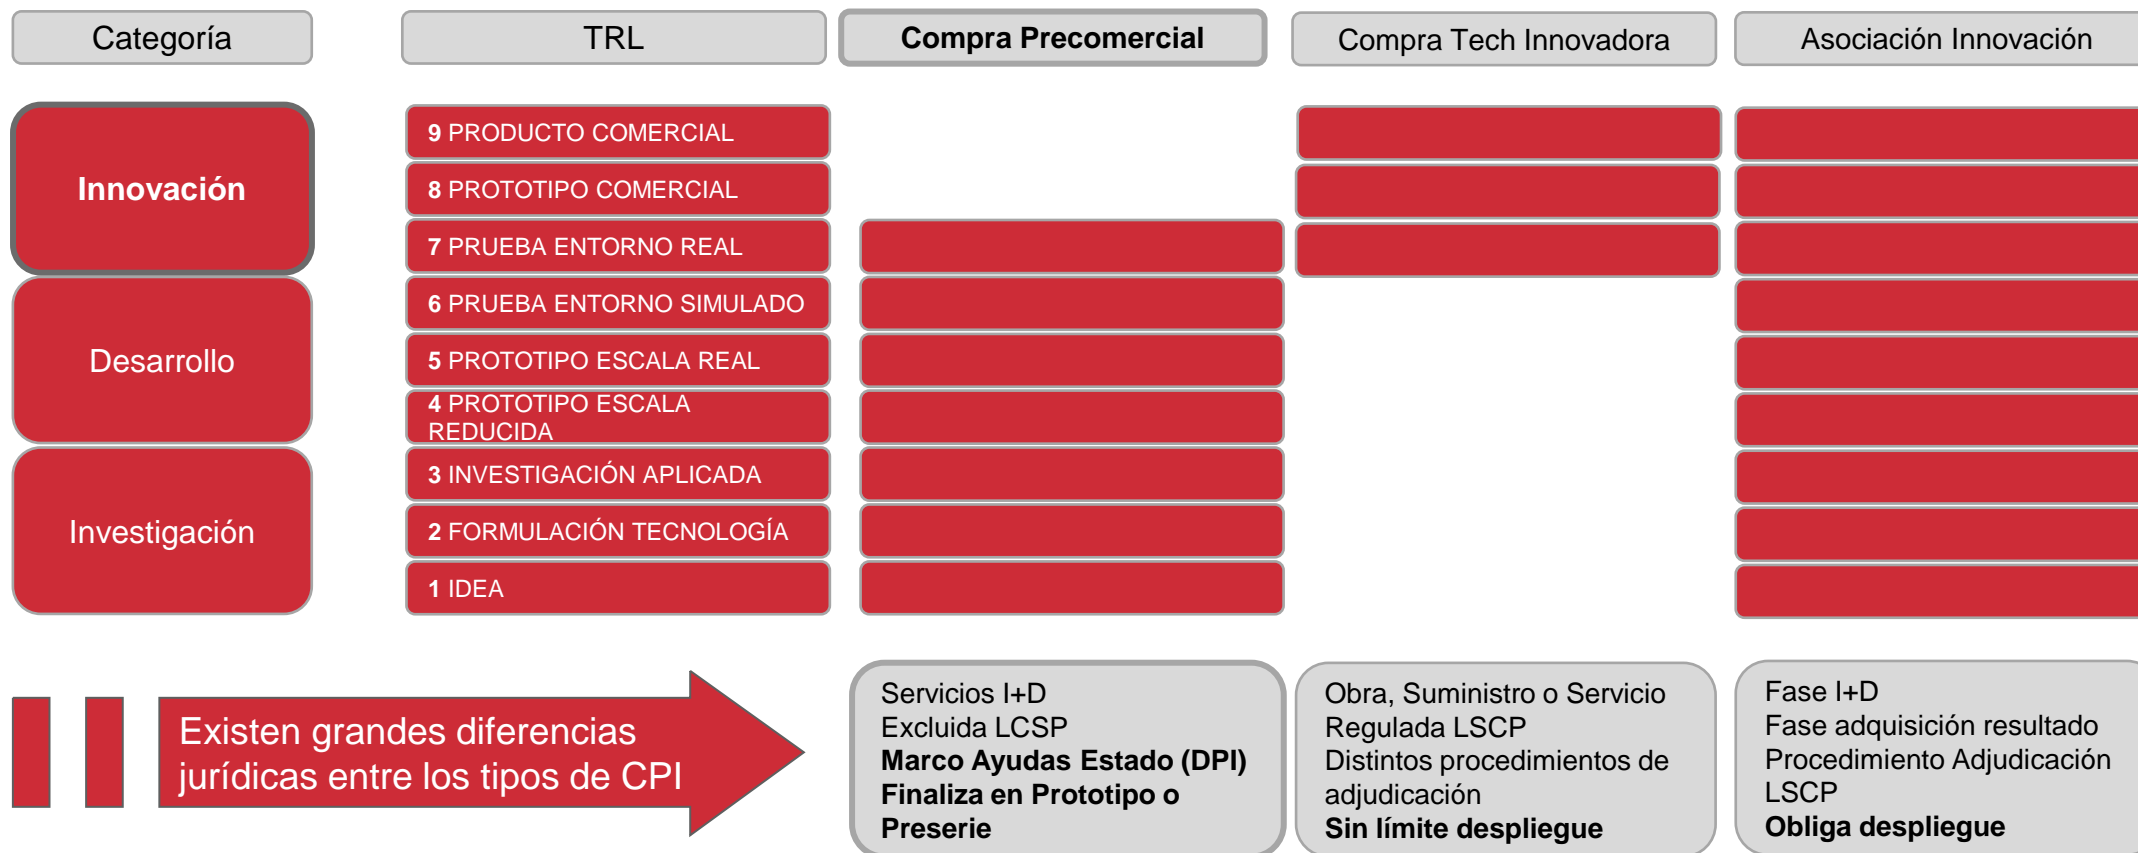 Categoría
TRL
Compra Precomercial
Compra Tech Innovadora
Asociación Innovación
Innovación
Desarrollo
Investigación
9 PRODUCTO COMERCIAL
8 PROTOTIPO COMERCIAL
7 PRUEBA ENTORNO REAL
6 PRUEBA ENTORNO SIMULADO
5 PROTOTIPO ESCALA REAL
4 PROTOTIPO ESCALA
REDUCIDA
3 INVESTIGACIÓN APLICADA
2 FORMULACIÓN TECNOLOGÍA
1 IDEA
Existen grandes diferencias
jurídicas entre los tipos de CPI
Servicios I+D
Excluida LCSP
Marco Ayudas Estado (DPI)
Finaliza en Prototipo o
Preserie
Obra, Suministro o Servicio
Regulada LSCP
Distintos procedimientos de
adjudicación
Sin límite despliegue
Fase I+D
Fase adquisición resultado
Procedimiento Adjudicación
LSCP
Obliga despliegue